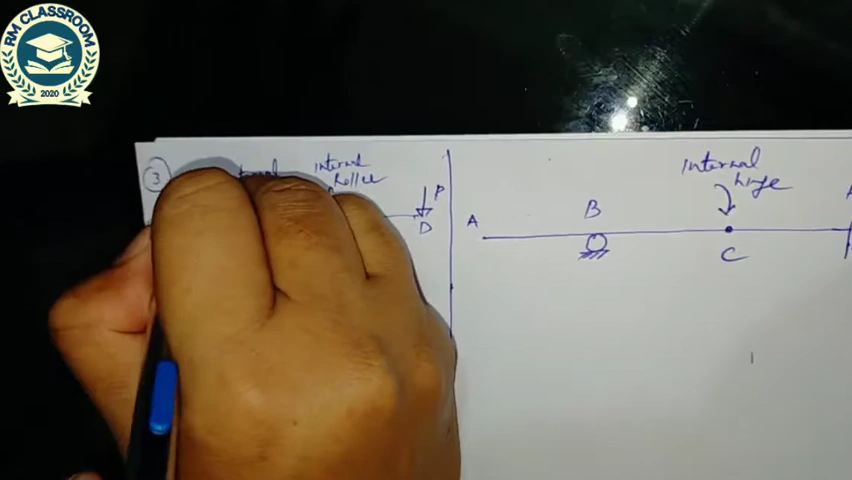 RM CLASSROOM
2020
3
internal
roller
P
D
A
B
internal
hinge
C